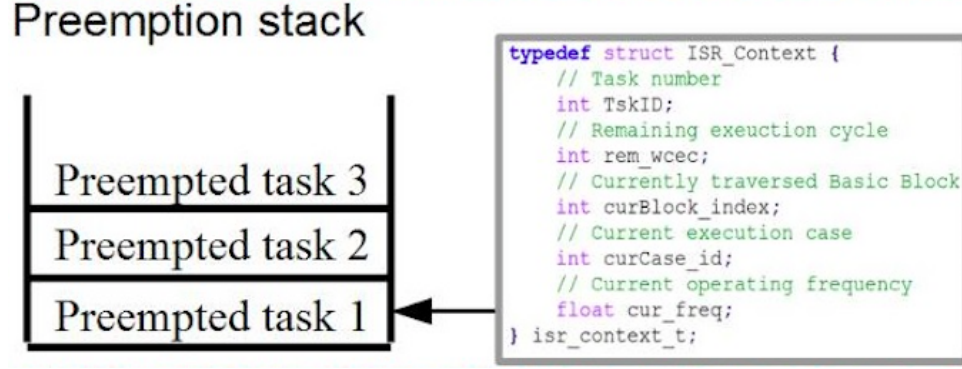 Preemption stack
Preempted task 3
Preempted task 2
Preempted task 1
typedef struct ISR_Context {
// Task number
int TskID;
// Remaining exeuction cycle
int rem_wcec;
// Currently traversed Basic Block
int curBlock_index;
// Current execution case
int curCase_id;
// Current operating frequency
float cur_freq;
} isr_context_t;